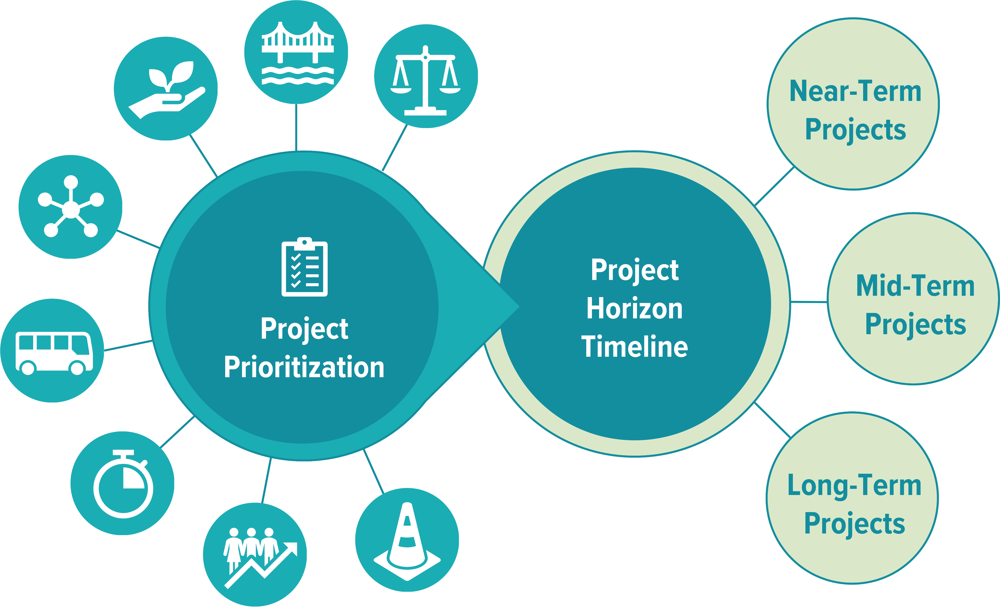 Project
Prioritization
Project
Horizon
Timeline
Near-Term
Projects
Mid-Term
Projects
Long-Term
Projects